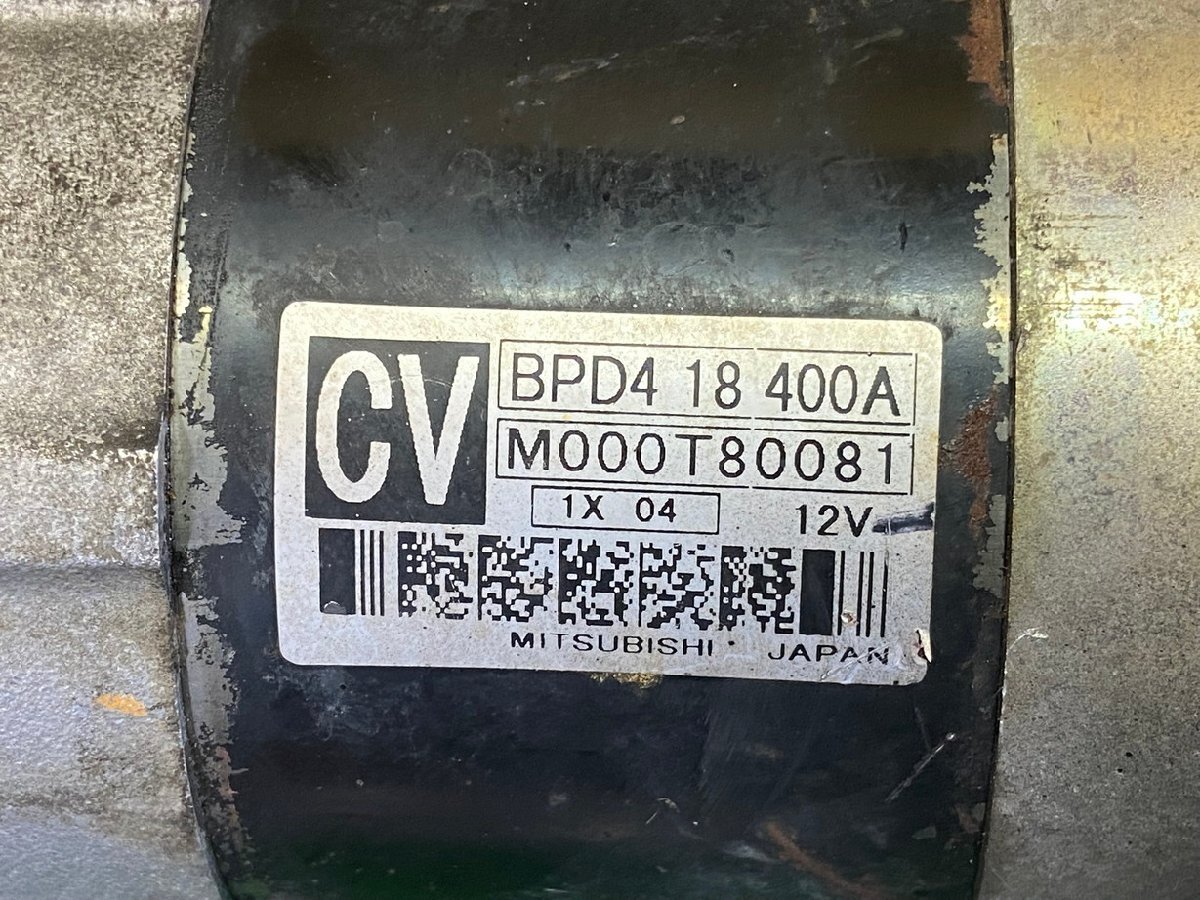 CV
BPD4 18 400A
M000T80081
1X 04
12V
MITSUBISHI JAPAN